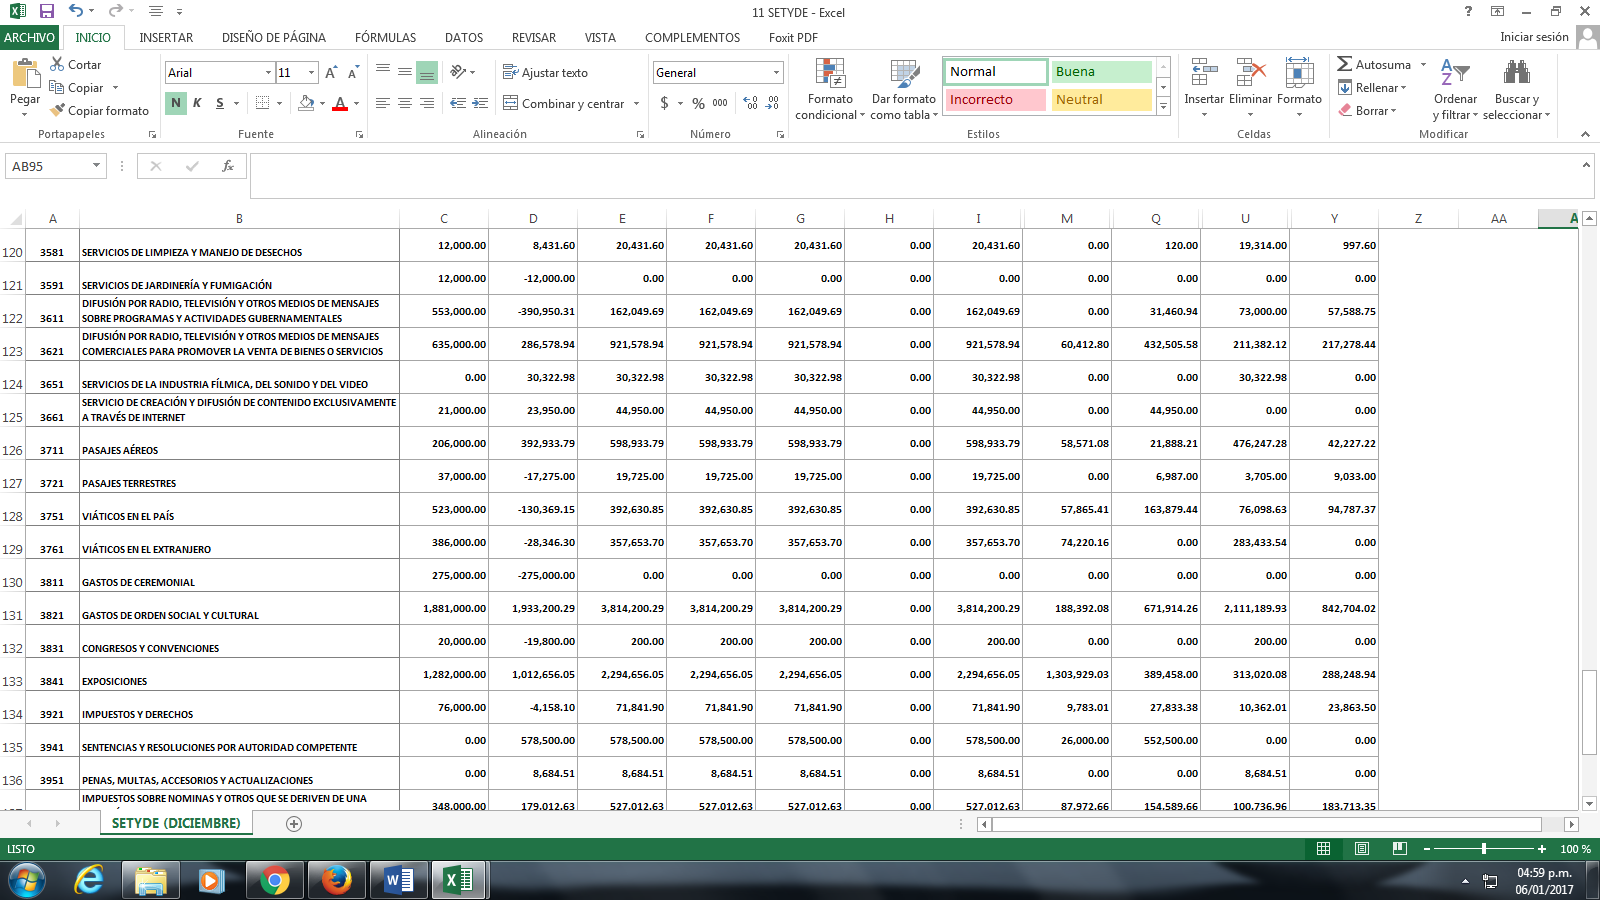 11 SETYDE - Excel
?
ARCHIVO INICIO INSERTAR DISEÑO DE PÁGINA FÓRMULAS DATOS REVISAR VISTA COMPLEMENTOS Foxit PDF Iniciar sesión
Pegar
Cortar
Copiar
Copiar formato
Portapapeles
Arial 11
N K S
Fuente
Ajustar texto
Combinar y centrar
Alineación
General
$ % 000
Número
Formato condicional
Dar formato como tabla
Normal Buena
Incorrecto Neutral
Estilos
Insertar Eliminar Formato
Celdas
Autosuma
Rellenar
Borrar
Ordenar y filtrar
Buscar y seleccionar
Modificar
AB95 fx
A B C D E F G H I M Q U Y Z AA A
120 3581 SERVICIOS DE LIMPIEZA Y MANEJO DE DESECHOS 12,000.00 8,431.60 20,431.60 20,431.60 20,431.60 0.00 20,431.60 0.00 120.00 19,314.00 997.60
121 3591 SERVICIOS DE JARDINERÍA Y FUMIGACIÓN 12,000.00 -12,000.00 0.00 0.00 0.00 0.00 0.00 0.00 0.00 0.00 0.00
DIFUSIÓN POR RADIO, TELEVISIÓN Y OTROS MEDIOS DE MENSAJES
122 3611 SOBRE PROGRAMAS Y ACTIVIDADES GUBERNAMENTALES 553,000.00 -390,950.31 162,049.69 162,049.69 162,049.69 0.00 162,049.69 0.00 31,460.94 73,000.00 57,588.75
DIFUSIÓN POR RADIO, TELEVISIÓN Y OTROS MEDIOS DE MENSAJES
123 3621 COMERCIALES PARA PROMOVER LA VENTA DE BIENES O SERVICIOS 635,000.00 286,578.94 921,578.94 921,578.94 921,578.94 0.00 921,578.94 60,412.80 432,505.58 211,382.12 217,278.44
124 3651 SERVICIOS DE LA INDUSTRIA FÍLMICA, DEL SONIDO Y DEL VIDEO 0.00 30,322.98 30,322.98 30,322.98 30,322.98 0.00 30,322.98 0.00 0.00 30,322.98 0.00
SERVICIO DE CREACIÓN Y DIFUSIÓN DE CONTENIDO EXCLUSIVAMENTE
125 3661 A TRAVÉS DE INTERNET 21,000.00 23,950.00 44,950.00 44,950.00 44,950.00 0.00 44,950.00 0.00 44,950.00 0.00 0.00
126 3711 PASAJES AÉREOS 206,000.00 392,933.79 598,933.79 598,933.79 598,933.79 0.00 598,933.79 58,571.08 21,888.21 476,247.28 42,227.22
127 3721 PASAJES TERRESTRES 37,000.00 -17,275.00 19,725.00 19,725.00 19,725.00 0.00 19,725.00 0.00 6,987.00 3,705.00 9,033.00
128 3751 VIÁTICOS EN EL PAÍS 523,000.00 -130,369.15 392,630.85 392,630.85 392,630.85 0.00 392,630.85 57,865.41 163,879.44 76,098.63 94,787.37
129 3761 VIÁTICOS EN EL EXTRANJERO 386,000.00 -28,346.30 357,653.70 357,653.70 357,653.70 0.00 357,653.70 74,220.16 0.00 283,433.54 0.00
130 3811 GASTOS DE CEREMONIAL 275,000.00 -275,000.00 0.00 0.00 0.00 0.00 0.00 0.00 0.00 0.00 0.00
131 3821 GASTOS DE ORDEN SOCIAL Y CULTURAL 1,881,000.00 1,933,200.29 3,814,200.29 3,814,200.29 3,814,200.29 0.00 3,814,200.29 188,392.08 671,914.26 2,111,189.93 842,704.02
132 3831 CONGRESOS Y CONVENCIONES 20,000.00 -19,800.00 200.00 200.00 200.00 0.00 200.00 0.00 0.00 200.00 0.00
133 3841 EXPOSICIONES 1,282,000.00 1,012,656.05 2,294,656.05 2,294,656.05 2,294,656.05 0.00 2,294,656.05 1,303,929.03 389,458.00 313,020.08 288,248.94
134 3921 IMPUESTOS Y DERECHOS 76,000.00 -4,158.10 71,841.90 71,841.90 71,841.90 0.00 71,841.90 9,783.01 27,833.38 10,362.01 23,863.50
135 3941 SENTENCIAS Y RESOLUCIONES POR AUTORIDAD COMPETENTE 0.00 578,500.00 578,500.00 578,500.00 578,500.00 0.00 578,500.00 26,000.00 552,500.00 0.00 0.00
136 3951 PENAS, MULTAS, ACCESORIOS Y ACTUALIZACIONES 0.00 8,684.51 8,684.51 8,684.51 8,684.51 0.00 8,684.51 0.00 0.00 8,684.51 0.00
IMPUESTOS SOBRE NOMINAS Y OTROS QUE SE DERIVEN DE UNA
348,000.00 179,012.63 527,012.63 527,012.63 527,012.63 0.00 527,012.63 87,972.66 154,589.66 100,736.96 183,713.35
SETYDE (DICIEMBRE)
LISTO 100 %
04:59 p.m.
06/01/2017